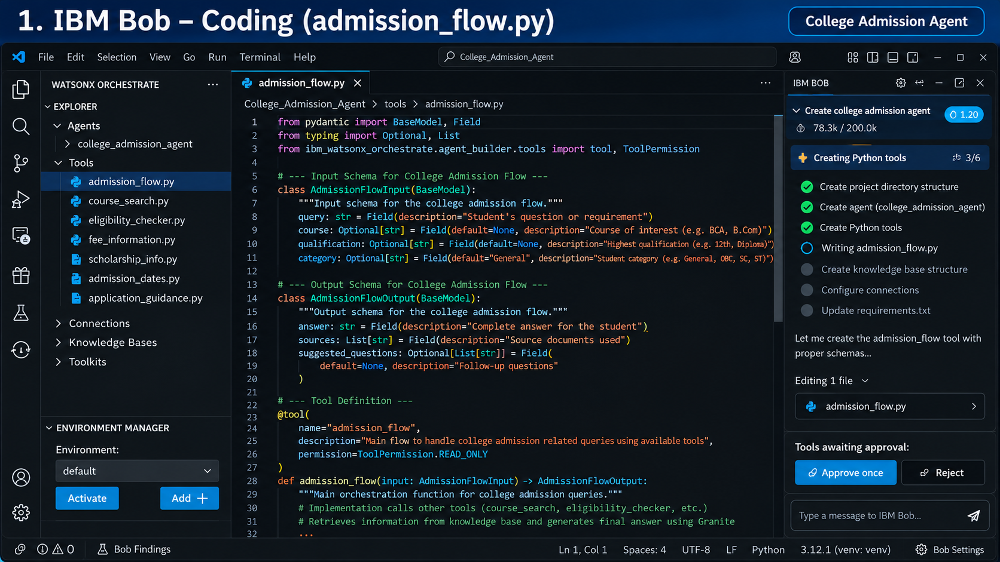 1. IBM Bob – Coding (admission_flow.py)
College Admission Agent
File Edit Selection View Go Run Terminal Help
College_Admission_Agent
WATSONX ORCHESTRATE ...
EXPLORER
Agents
college_admission_agent
Tools
admission_flow.py
course_search.py
eligibility_checker.py
fee_information.py
scholarship_info.py
admission_dates.py
application_guidance.py
Connections
Knowledge Bases
Toolkits
ENVIRONMENT MANAGER
Environment:
default
Activate
Add +
admission_flow.py
College_Admission_Agent > tools > admission_flow.py
1 from pydantic import BaseModel, Field
2 from typing import Optional, List
3 from ibm_watsonx_orchestrate.agent_builder.tools import tool, ToolPermission
4
5 # --- Input Schema for College Admission Flow ---
6 class AdmissionFlowInput(BaseModel):
7 """Input schema for the college admission flow."""
8 query: str = Field(description="Student's question or requirement")
9 course: Optional[str] = Field(default=None, description="Course of interest (e.g. BCA, B.Com)")
10 qualification: Optional[str] = Field(default=None, description="Highest qualification (e.g. 12th, Diploma)")
11 category: Optional[str] = Field(default="General", description="Student category (e.g. General, OBC, SC, ST)")
12
13 # --- Output Schema for College Admission Flow ---
14 class AdmissionFlowOutput(BaseModel):
15 """Output schema for the college admission flow."""
16 answer: str = Field(description="Complete answer for the student")
17 sources: List[str] = Field(description="Source documents used")
18 suggested_questions: Optional[List[str]] = Field(
19 default=None, description="Follow-up questions"
20 )
21
22 # --- Tool Definition ---
23 @tool(
24 name="admission_flow",
25 description="Main flow to handle college admission related queries using available tools",
26 permission=ToolPermission.READ_ONLY
27 )
28 def admission_flow(input: AdmissionFlowInput) -> AdmissionFlowOutput:
29 """Main orchestration function for college admission queries."""
30 # Implementation calls other tools (course_search, eligibility_checker, etc.)
31 # Retrieves information from knowledge base and generates final answer using Granite
32 ...
IBM BOB
Create college admission agent
1.20
78.3k / 200.0k
Creating Python tools
3/6
Create project directory structure
Create agent (college_admission_agent)
Create Python tools
Writing admission_flow.py
Create knowledge base structure
Configure connections
Update requirements.txt
Let me create the admission_flow tool with
proper schemas...
Editing 1 file
admission_flow.py
Tools awaiting approval:
Approve once
Reject
Type a message to IBM Bob...
0
Bob Findings
Ln 1, Col 1 Spaces: 4 UTF-8 LF Python 3.12.1 (venv: venv)
Bob Settings